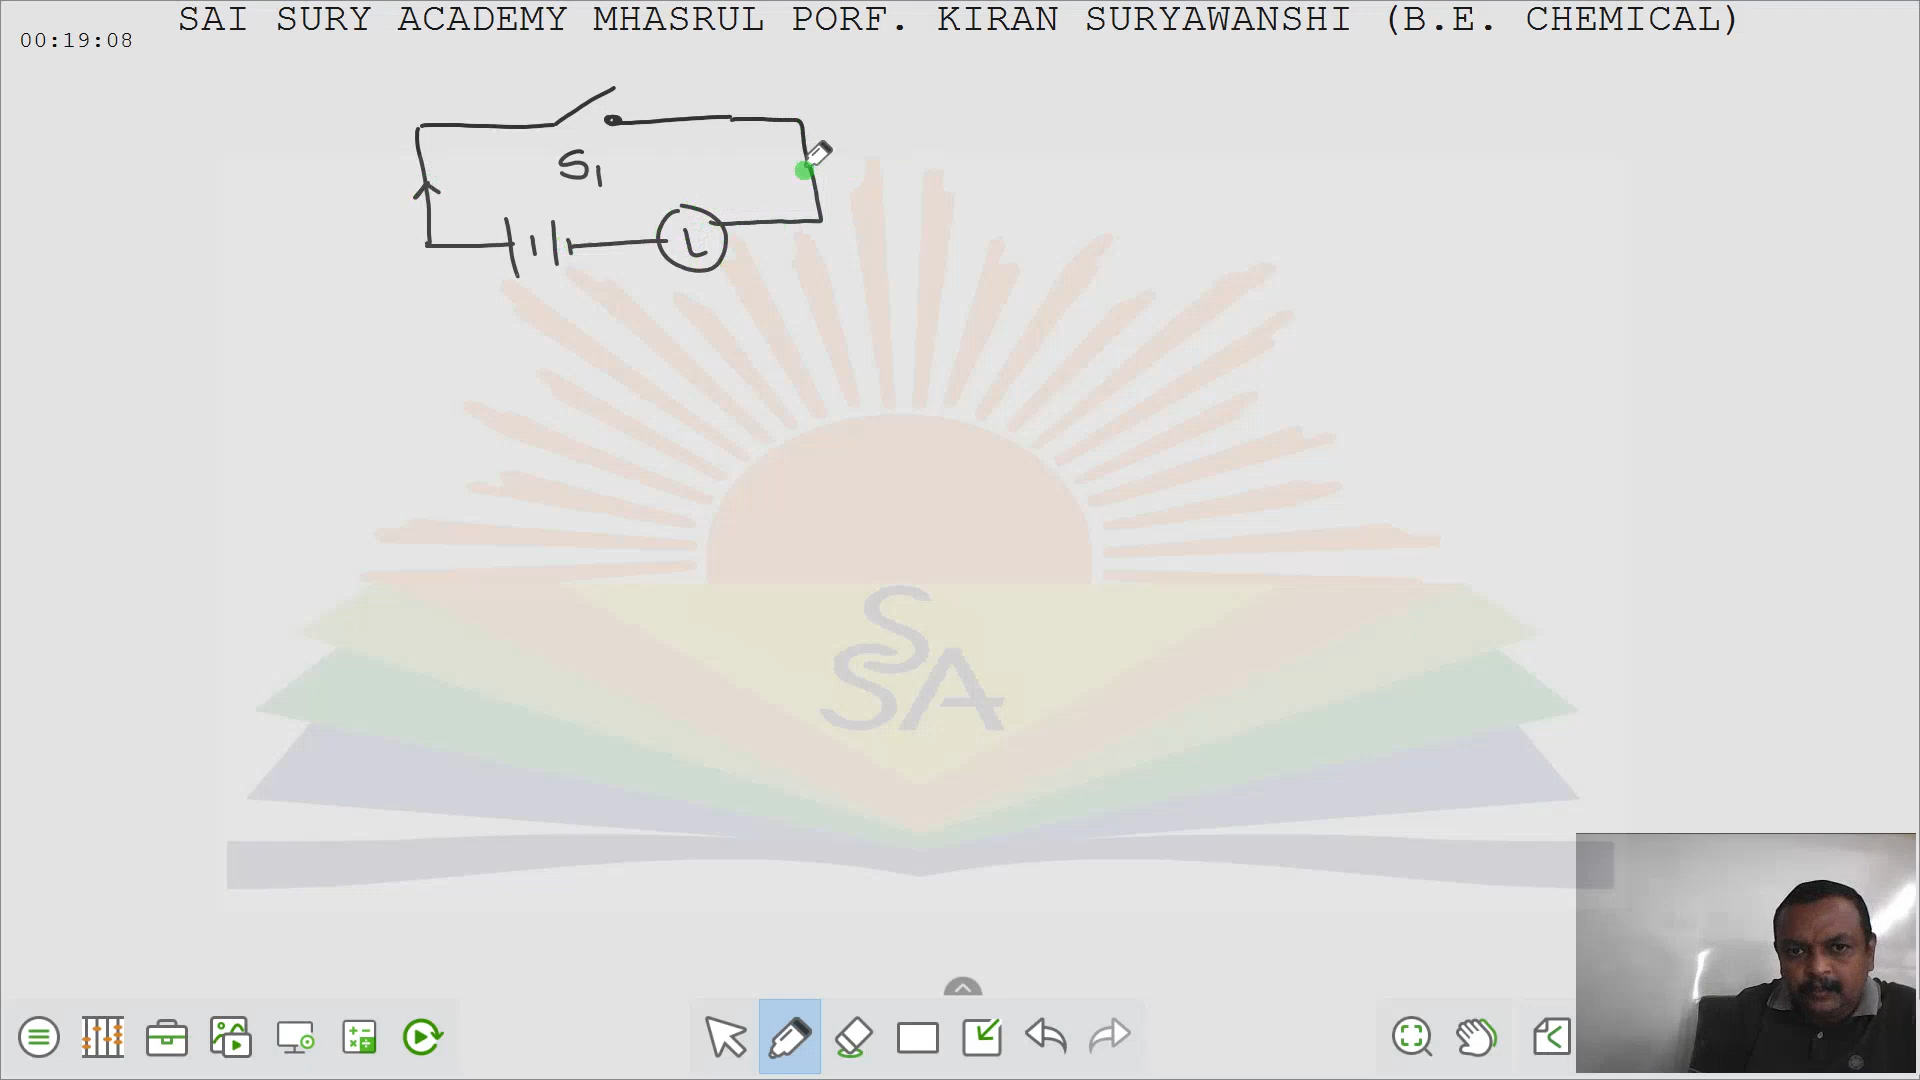 SAI SURY ACADEMY MHASRUL PORF. KIRAN SURYAWANSHI (B.E. CHEMICAL)
00:19:08
S1
L
SSA